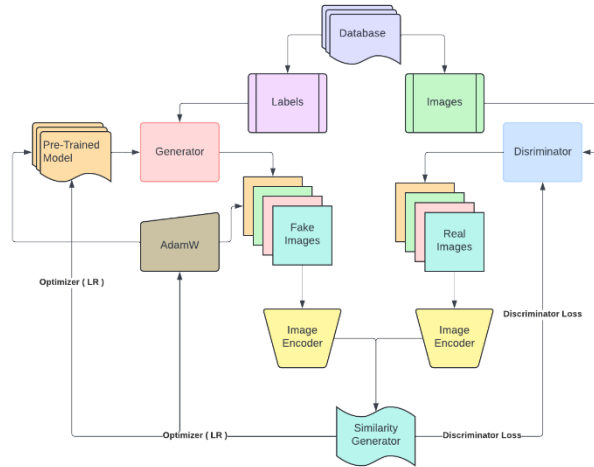 Database
Labels
Images
Pre-Trained
Model
Generator
Disriminator
Fake
Images
Real
Images
AdamW
Optimizer ( LR )
Image
Encoder
Image
Encoder
Discriminator Loss
Similarity
Generator
Optimizer ( LR )
Discriminator Loss